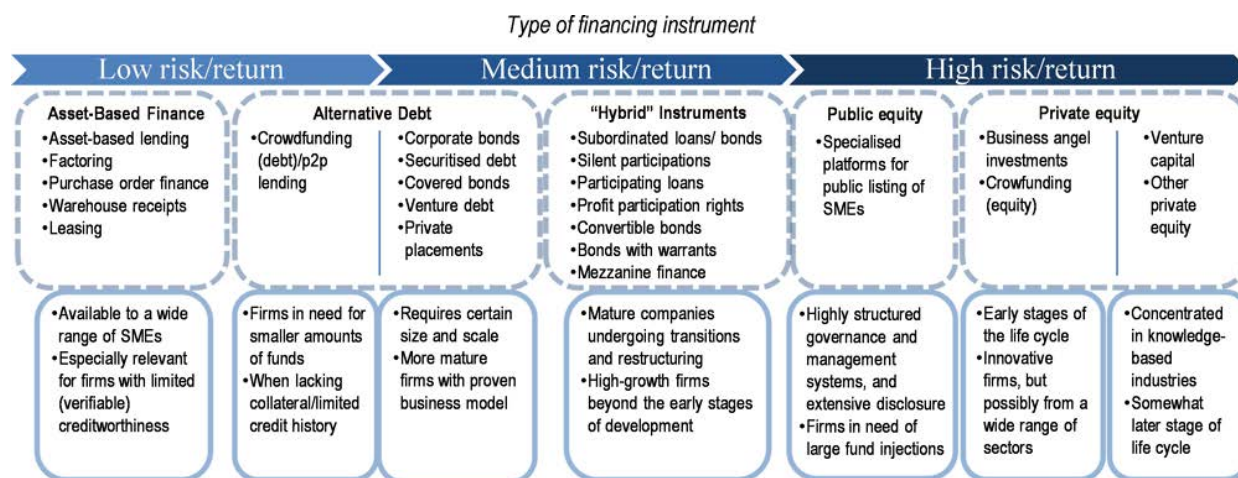 Type of financing instrument
Low risk/return
Medium risk/return
High risk/return
Asset-Based Finance
•Asset-based lending
•Factoring
•Purchase order finance
•Warehouse receipts
•Leasing
Alternative Debt
•Crowdfunding
(debt)/p2p
lending
•Corporate bonds
•Securitised debt
•Covered bonds
•Venture debt
•Private
placements
“Hybrid” Instruments
•Subordinated loans/ bonds
•Silent participations
•Participating loans
•Profit participation rights
•Convertible bonds
•Bonds with warrants
•Mezzanine finance
Public equity
•Specialised
platforms for
public listing of
SMEs
Private equity
•Business angel
investments
•Crowfunding
(equity)
•Venture
capital
•Other
private
equity
•Available to a wide
range of SMEs
•Especially relevant
for firms with limited
(verifiable)
creditworthiness
•Firms in need for
smaller amounts
of funds
•When lacking
collateral/limited
credit history
•Requires certain
size and scale
•More mature
firms with proven
business model
•Mature companies
undergoing transitions
and restructuring
•High-growth firms
beyond the early stages
of development
•Highly structured
governance and
management
systems, and
extensive disclosure
•Firms in need of
large fund injections
•Early stages of
the life cycle
•Innovative
firms, but
possibly from a
wide range of
sectors
•Concentrated
in knowledge-
based
industries
•Somewhat
later stage of
life cycle